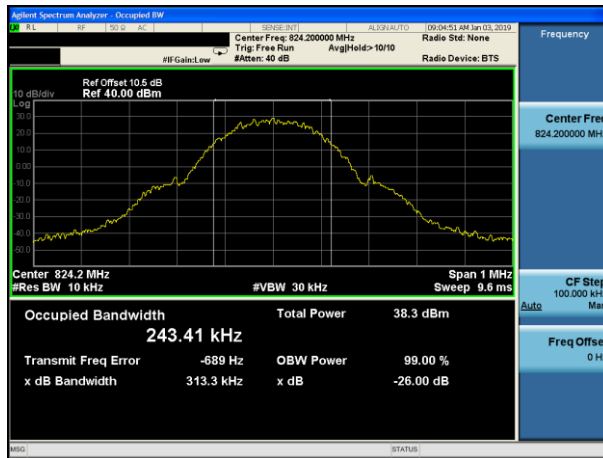 Agilent Spectrum Analyzer - Occupied BW
RL RF 50 Ω AC SENSE:INT ALIGNAUTO 09:04:51 AM Jan 03, 2019
Center Freq: 824.200000 MHz Radio Std: None
Trig: Free Run Avg|Hold:>10/10
#IFGain:Low #Atten: 40 dB Radio Device: BTS
Frequency
Ref Offset 10.5 dB
10 dB/div Ref 40.00 dBm
Log
30.0
20.0
10.0
0.00
-10.0
-20.0
-30.0
-40.0
-50.0
Center 824.2 MHz Span 1 MHz
#Res BW 10 kHz #VBW 30 kHz Sweep 9.6 ms
Occupied Bandwidth Total Power 38.3 dBm
243.41 kHz
Transmit Freq Error -689 Hz OBW Power 99.00 %
x dB Bandwidth 313.3 kHz x dB -26.00 dB
Center Freq
824.200000 MH
CF Step
100.000 kH
Auto Ma
Freq Offse
0 H
MSG STATUS